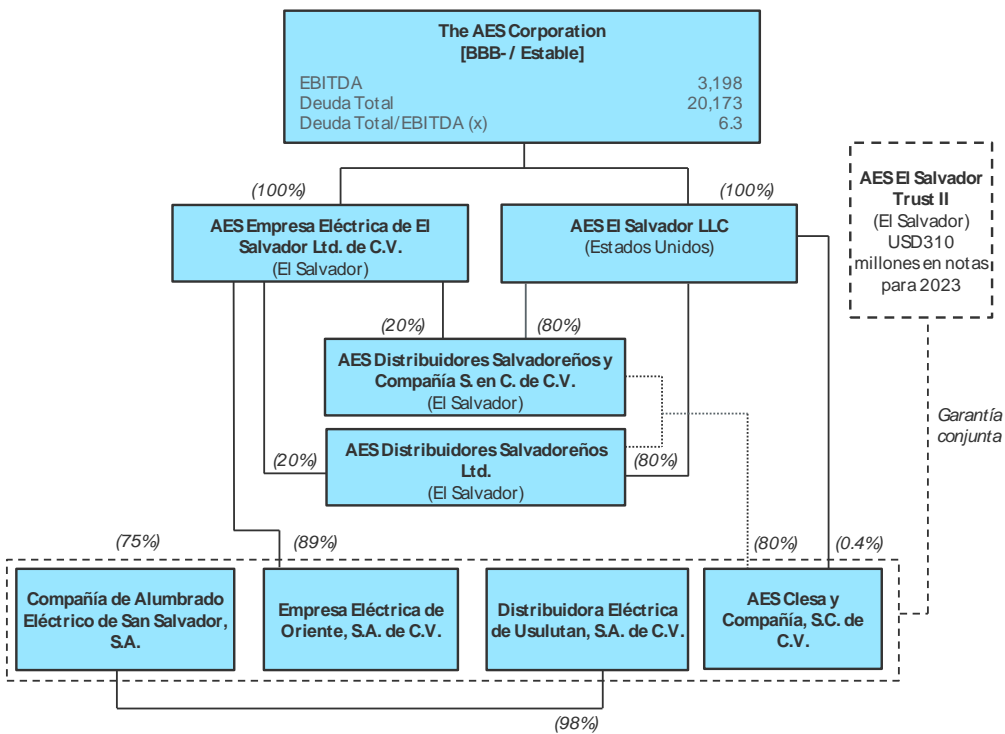 The AES Corporation
[BBB- / Estable]
EBITDA 3,198
Deuda Total 20,173
Deuda Total/EBITDA (x) 6.3
(100%)
(100%)
AES Empresa Eléctrica de El
Salvador Ltd. de C.V.
(El Salvador)
AES El Salvador LLC
(Estados Unidos)
AES El Salvador
Trust II
(El Salvador)
USD310
millones en notas
para 2023
(20%)
(80%)
AES Distribuidores Salvadoreños y
Compañía S. en C. de C.V.
(El Salvador)
Garantía
conjunta
(20%)
AES Distribuidores Salvadoreños
Ltd.
(El Salvador)
(80%)
(75%)
(89%)
(80%)
(0.4%)
Compañía de Alumbrado
Eléctrico de San Salvador,
S.A.
Empresa Eléctrica de
Oriente, S.A. de C.V.
Distribuidora Eléctrica
de Usulutan, S.A. de C.V.
AES Clesa y
Compañía, S.C. de
C.V.
(98%)